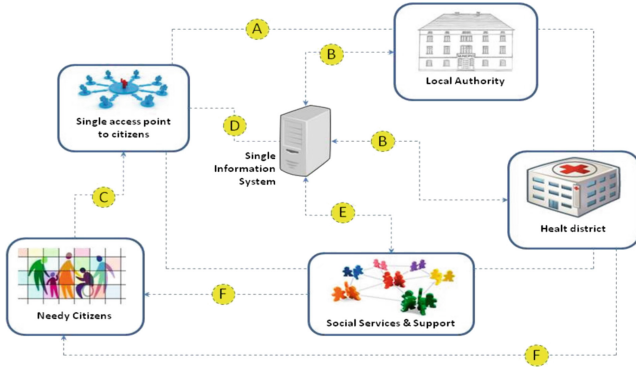 A
B
Local Authority
Single access point
to citizens
D
B
Single
Information
System
C
Healt district
E
Needy Citizens
F
Social Services & Support
F